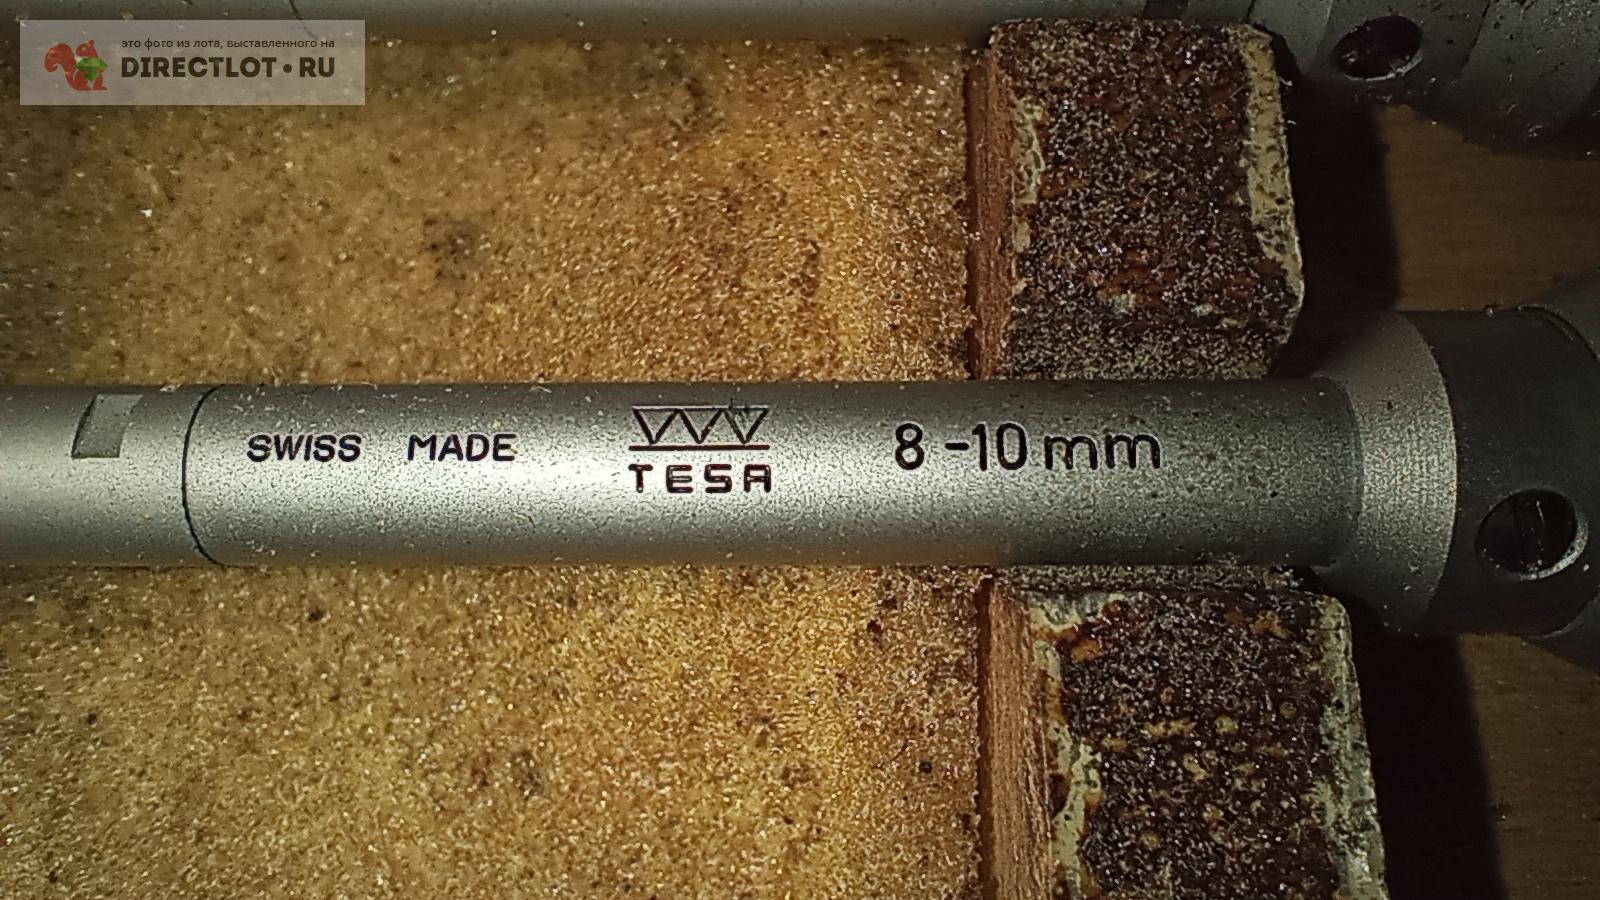 это фото из лота, выставленного на
DIRECTLOT•RU
SWISS MADE
TESA
8-10 mm